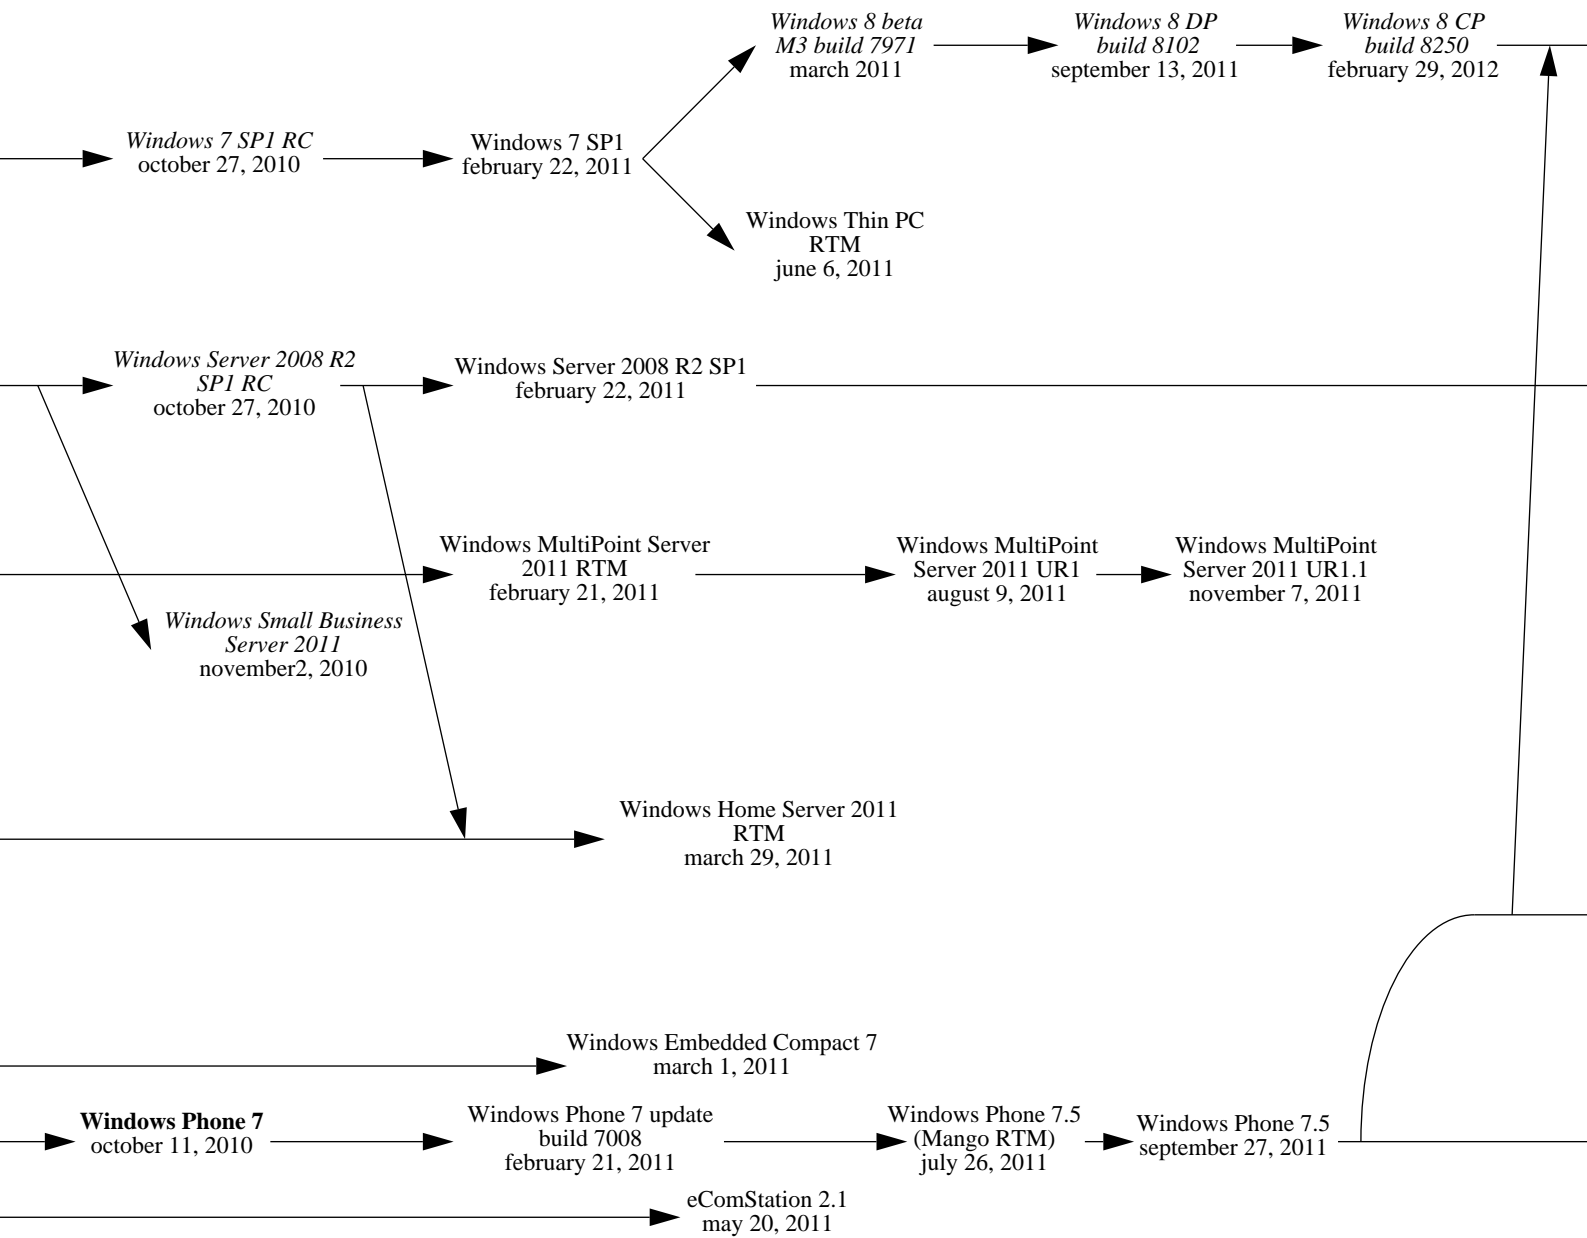 Windows 8 beta
M3 build 7971
march 2011
Windows 8 DP
build 8102
september 13, 2011
Windows 8 CP
build 8250
february 29, 2012
Windows 7 SP1 RC
october 27, 2010
Windows 7 SP1
february 22, 2011
Windows Thin PC
RTM
june 6, 2011
Windows Server 2008 R2
SP1 RC
october 27, 2010
Windows Server 2008 R2 SP1
february 22, 2011
Windows MultiPoint Server
2011 RTM
february 21, 2011
Windows MultiPoint
Server 2011 UR1
august 9, 2011
Windows MultiPoint
Server 2011 UR1.1
november 7, 2011
Windows Small Business
Server 2011
november2, 2010
Windows Home Server 2011
RTM
march 29, 2011
Windows Embedded Compact 7
march 1, 2011
Windows Phone 7
october 11, 2010
Windows Phone 7 update
build 7008
february 21, 2011
Windows Phone 7.5
(Mango RTM)
july 26, 2011
Windows Phone 7.5
september 27, 2011
eComStation 2.1
may 20, 2011